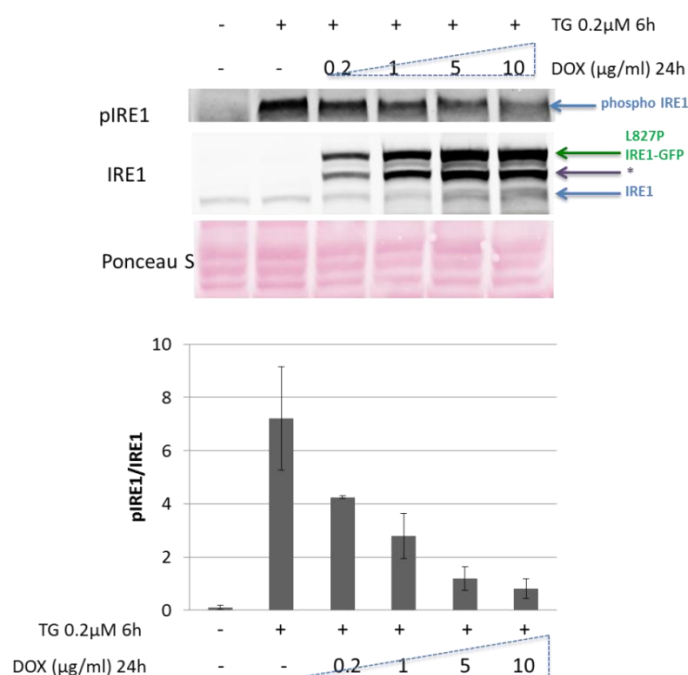 - + + + + + TG 0.2µM 6h
- - 0.2 1 5 10 DOX (µg/ml) 24h
pIRE1 phospho IRE1
L827P
IRE1-GFP
IRE1 *
IRE1
Ponceau S
10
8
6
4
2
0
pIRE1/IRE1
TG 0.2µM 6h - + + + + +
DOX (µg/ml) 24h - - 0.2 1 5 10